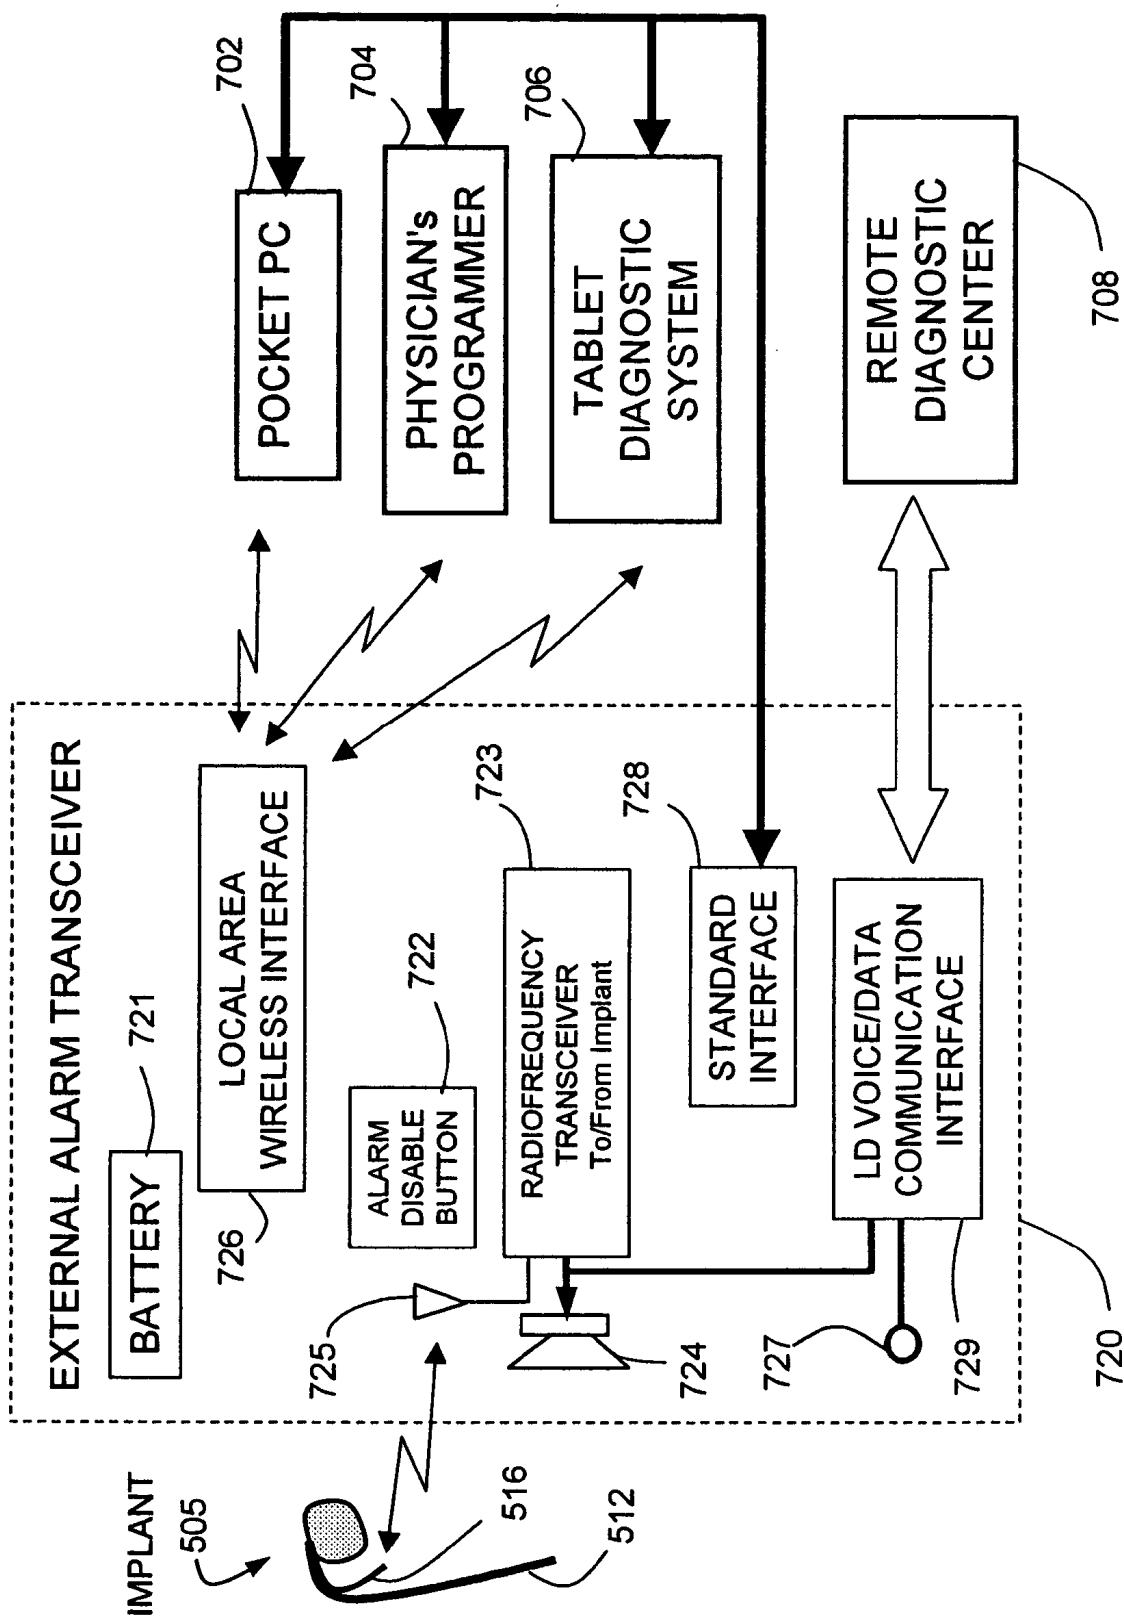 EXTERNAL ALARM TRANSCEIVER
BATTERY
721
LOCAL AREA
WIRELESS INTERFACE
726
ALARM
DISABLE
BUTTON
722
725
RADIOFREQUENCY
TRANSCEIVER
To/From Implant
723
724
STANDARD
INTERFACE
728
727
LD VOICE/DATA
COMMUNICATION
INTERFACE
729
720
IMPLANT
505
516
512
POCKET PC
702
PHYSICIAN's
PROGRAMMER
704
TABLET
DIAGNOSTIC
SYSTEM
706
REMOTE
DIAGNOSTIC
CENTER
708